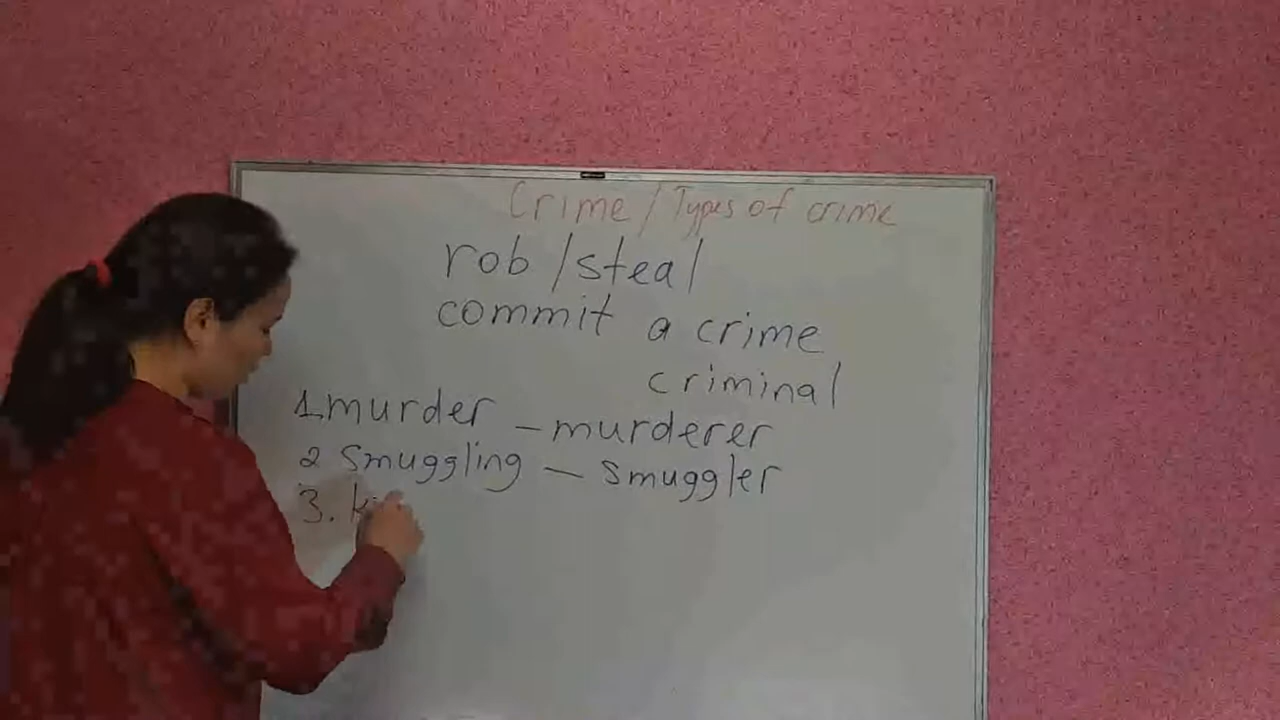 Crime/Types of crime
rob/steal
commit a crime
criminal
1.murder - murderer
2 smuggling - smuggler
3.